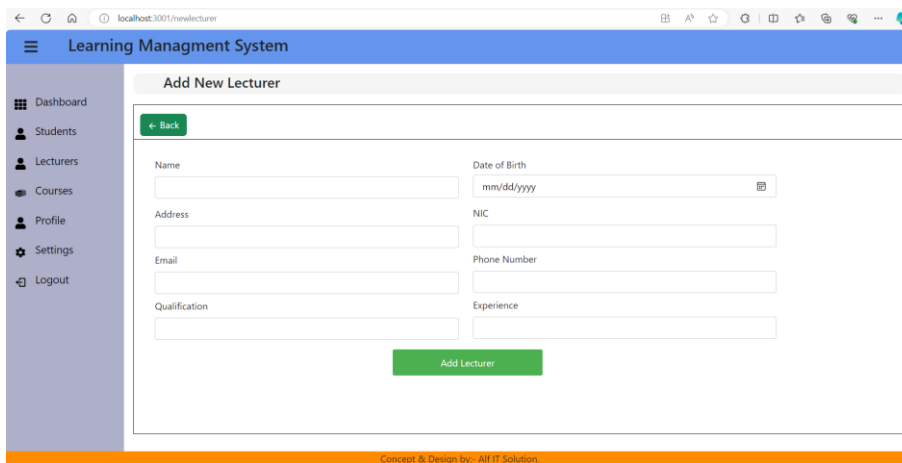 localhost:3001/newlecturer
Learning Managment System
Add New Lecturer
Dashboard
Students
Lecturers
Courses
Profile
Settings
Logout
← Back
Name
Date of Birth
mm/dd/yyyy
Address
NIC
Email
Phone Number
Qualification
Experience
Add Lecturer
Concept & Design by:- Alf IT Solution.